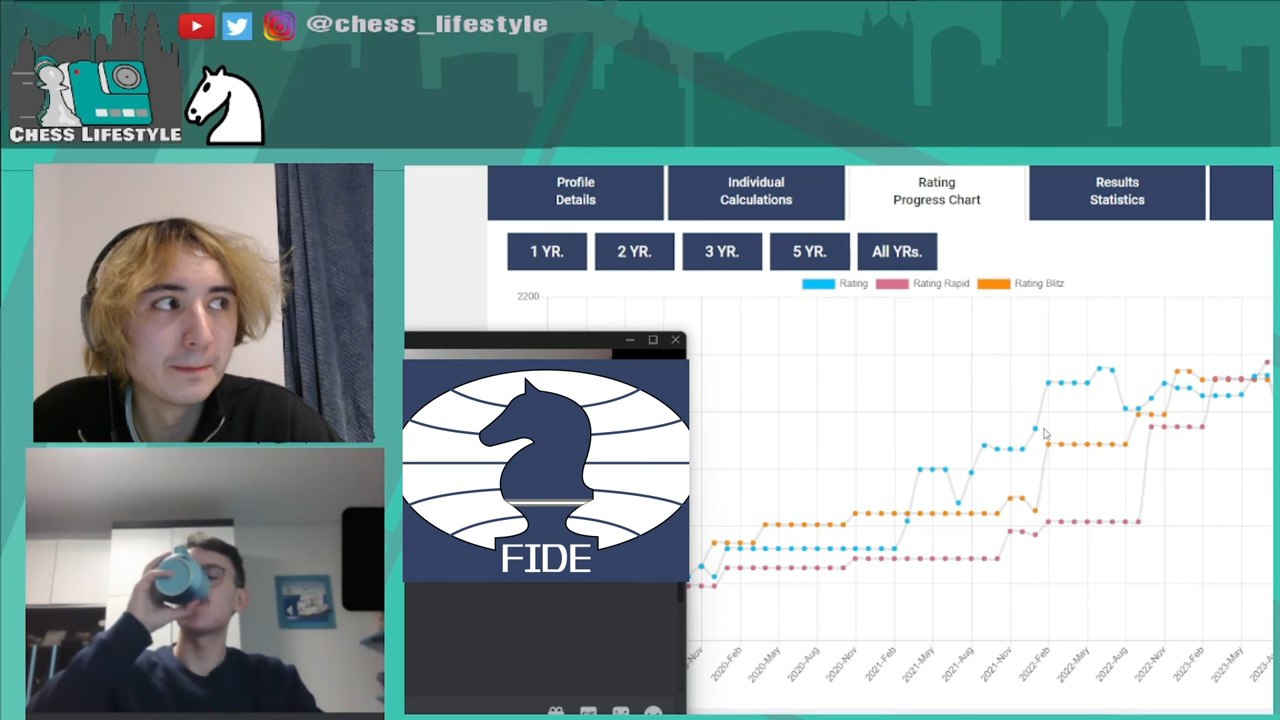 @chess_lifestyle
CHESS LIFESTYLE
Profile
Details
Individual
Calculations
Rating
Progress Chart
Results
Statistics
1 YR.
2 YR.
3 YR.
5 YR.
All YRs.
Rating
Rating Rapid
Rating Blitz
2200
FIDE
GIF
-Nov
2020-Feb
2020-May
2020-Aug
2020-Nov
2021-Feb
2021-May
2021-Aug
2021-Nov
2022-Feb
2022-May
2022-Aug
2022-Nov
2023-Feb
2023-May
2023-A